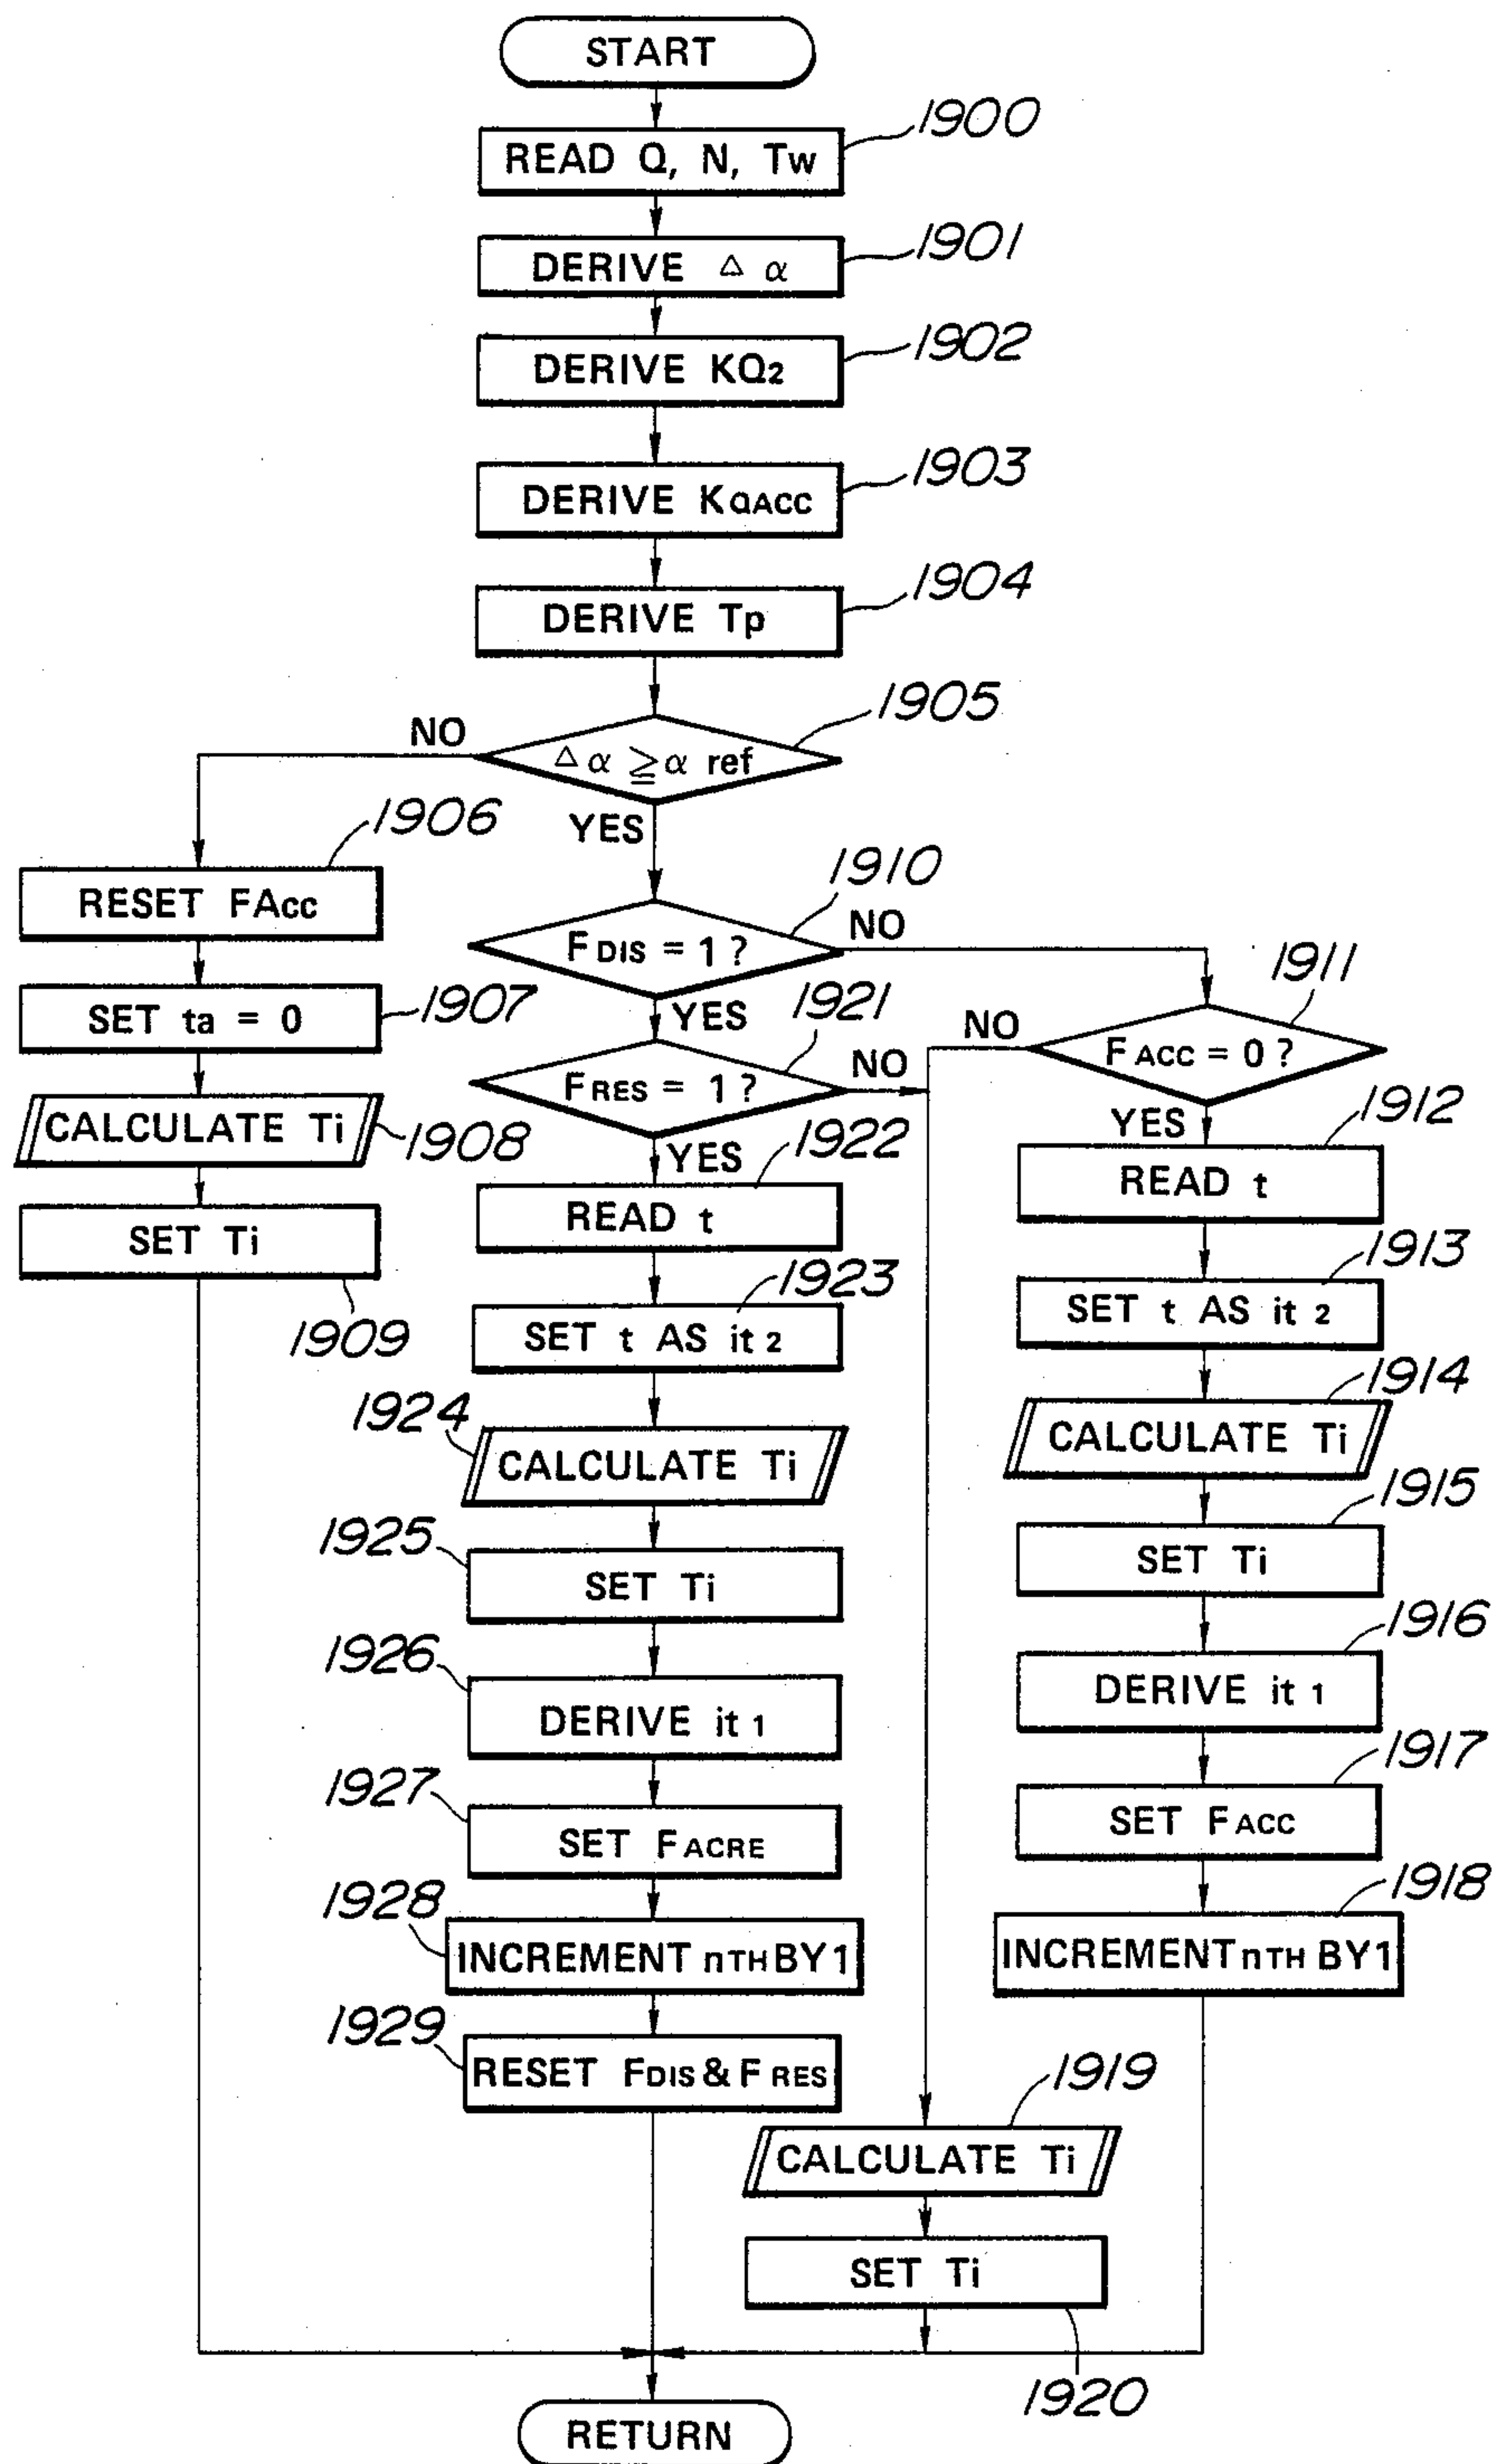 START
1900
READ Q, N, Tw
1901
DERIVE △ α
1902
DERIVE KQ2
1903
DERIVE KQACC
1904
DERIVE Tp
1905
NO
△ α ≧ α ref
YES
1906
RESET FAcc
1907
SET ta = 0
CALCULATE Ti
1908
SET Ti
1909
1910
FDIS = 1 ?
NO
YES
1921
FRES = 1 ?
NO
YES
1922
READ t
1923
SET t AS it 2
1924
CALCULATE Ti
1925
SET Ti
1926
DERIVE it 1
1927
SET FACRE
1928
INCREMENT nTH BY 1
1929
RESET FDIS & FRES
1911
NO
FACC = 0 ?
YES
1912
READ t
1913
SET t AS it 2
1914
CALCULATE Ti
1915
SET Ti
1916
DERIVE it 1
1917
SET FACC
1918
INCREMENT nTH BY 1
1919
CALCULATE Ti
SET Ti
1920
RETURN